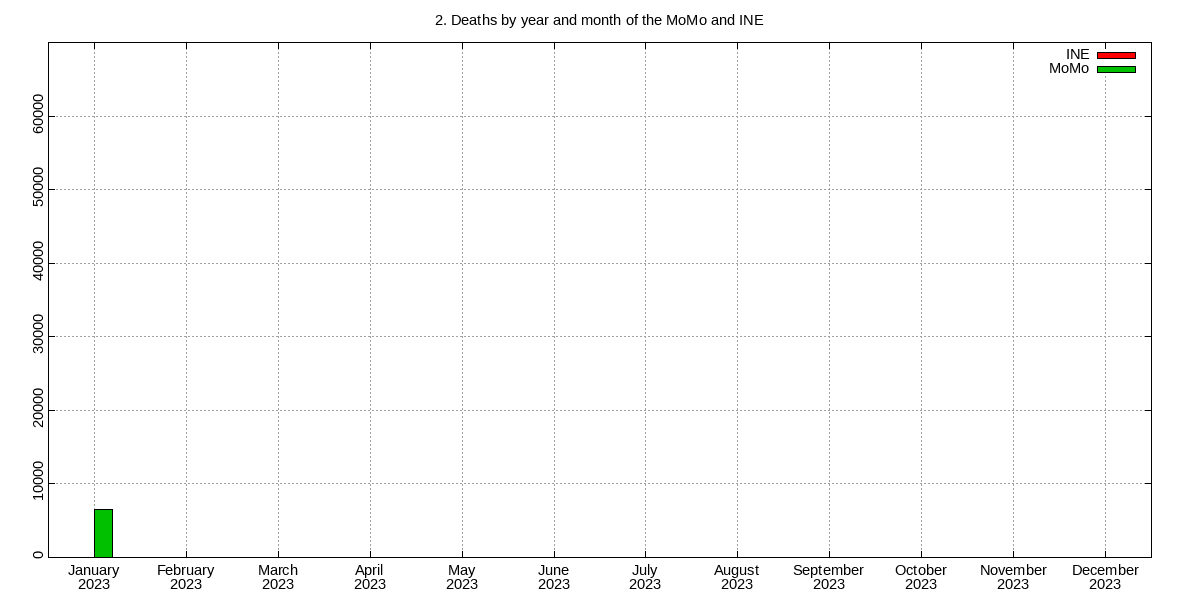 2. Deaths by year and month of the MoMo and INE
INE
MoMo
60000
50000
40000
30000
20000
10000
0
January February March April May June July August September October November December
2023 2023 2023 2023 2023 2023 2023 2023 2023 2023 2023 2023